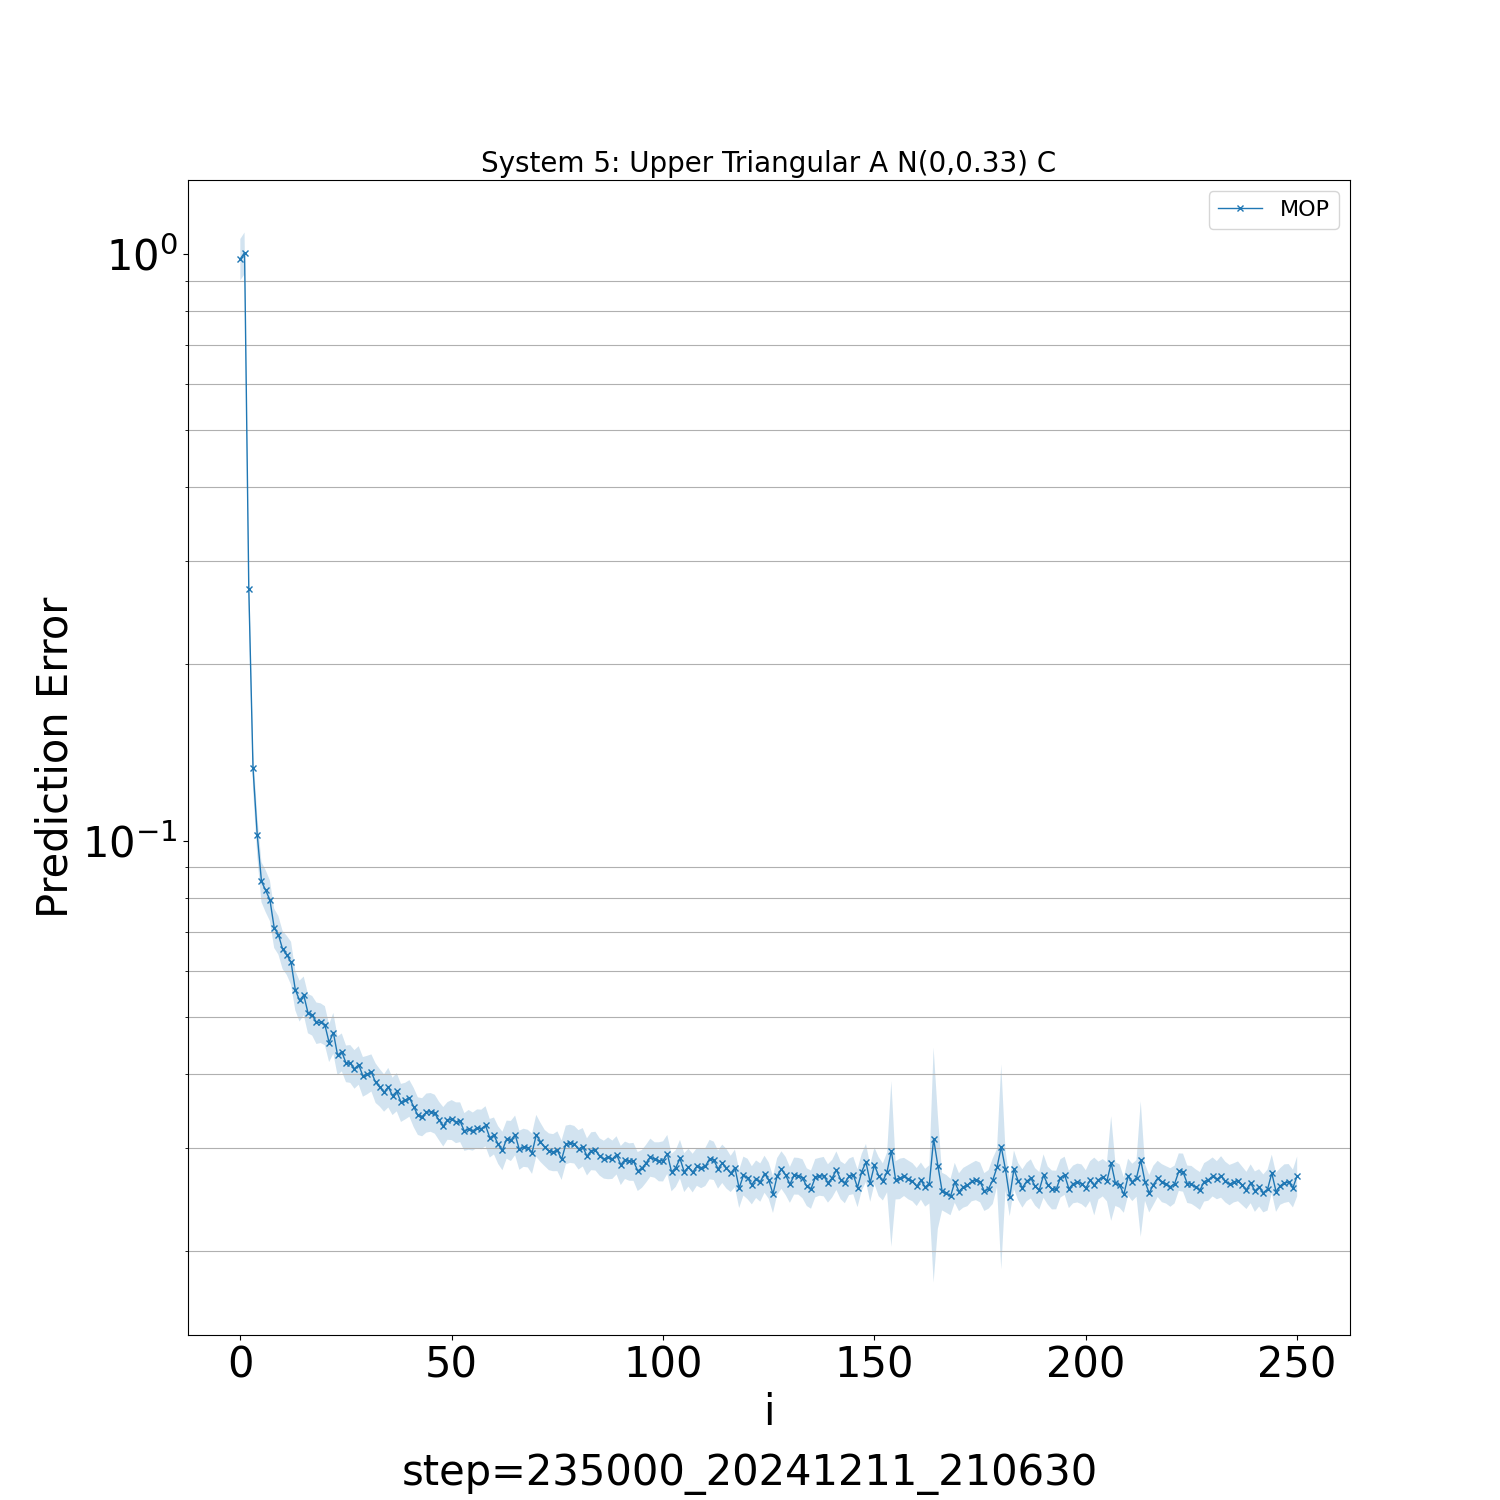 System 5: Upper Triangular A N(0,0.33) C
MOP
10⁰
10⁻¹
Prediction Error
0 50 100 150 200 250
i
step=235000_20241211_210630